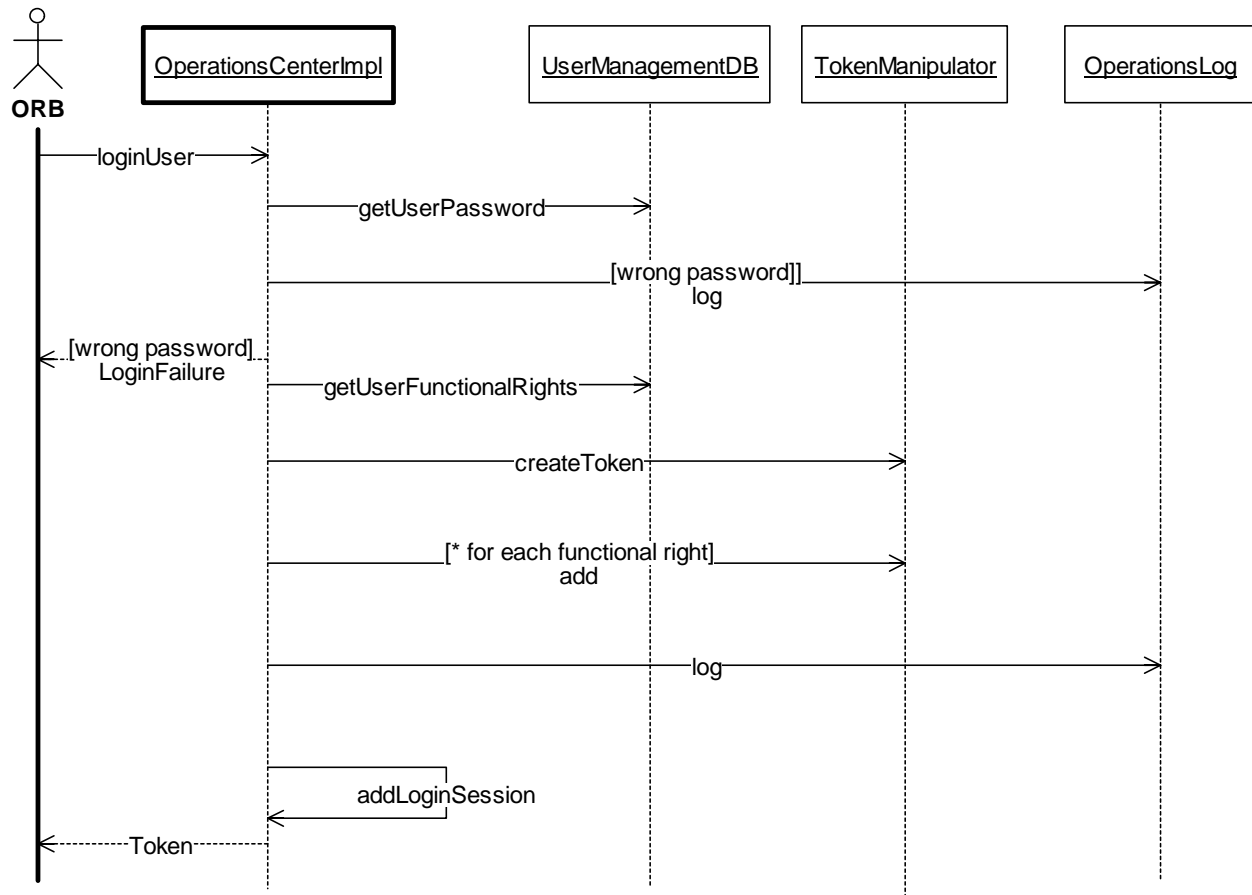 OperationsCenterImpl
UserManagementDB
TokenManipulator
OperationsLog
ORB
loginUser
getUserPassword
[wrong password]]
log
[wrong password]
LoginFailure
getUserFunctionalRights
createToken
[* for each functional right]
add
log
addLoginSession
Token